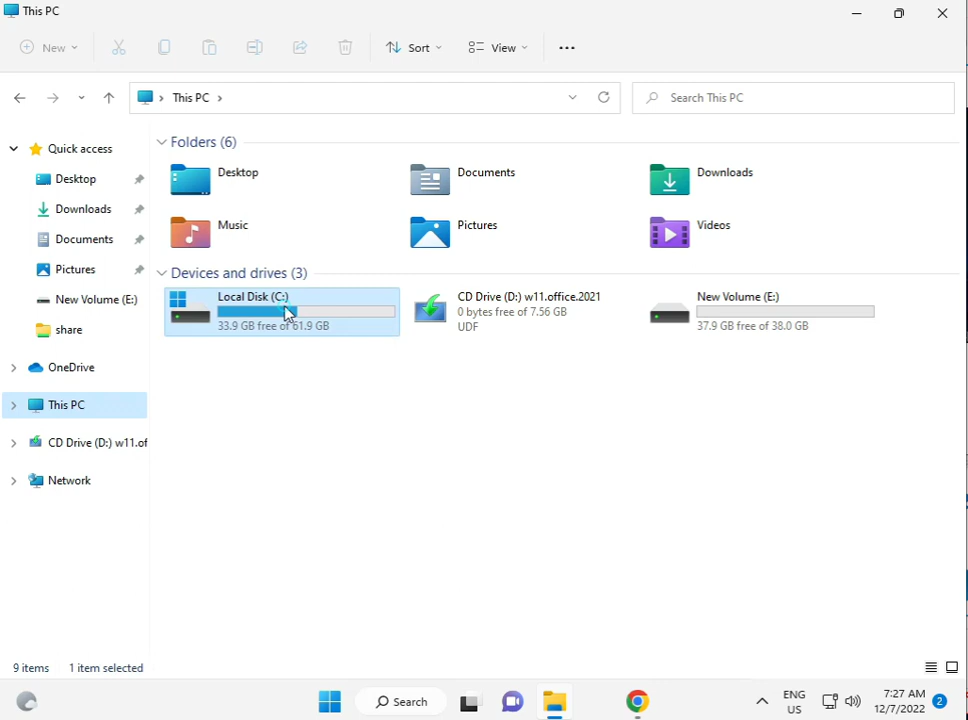 This PC
New
Sort
View
This PC
Search This PC
Quick access
Desktop
Downloads
Documents
Pictures
New Volume (E:)
share
OneDrive
This PC
CD Drive (D:) w11.of
Network
Folders (6)
Desktop
Documents
Downloads
Music
Pictures
Videos
Devices and drives (3)
Local Disk (C:)
33.9 GB free of 61.9 GB
CD Drive (D:) w11.office.2021
0 bytes free of 7.56 GB
UDF
New Volume (E:)
37.9 GB free of 38.0 GB
9 items 1 item selected
Search
ENG
US
7:27 AM
12/7/2022
2